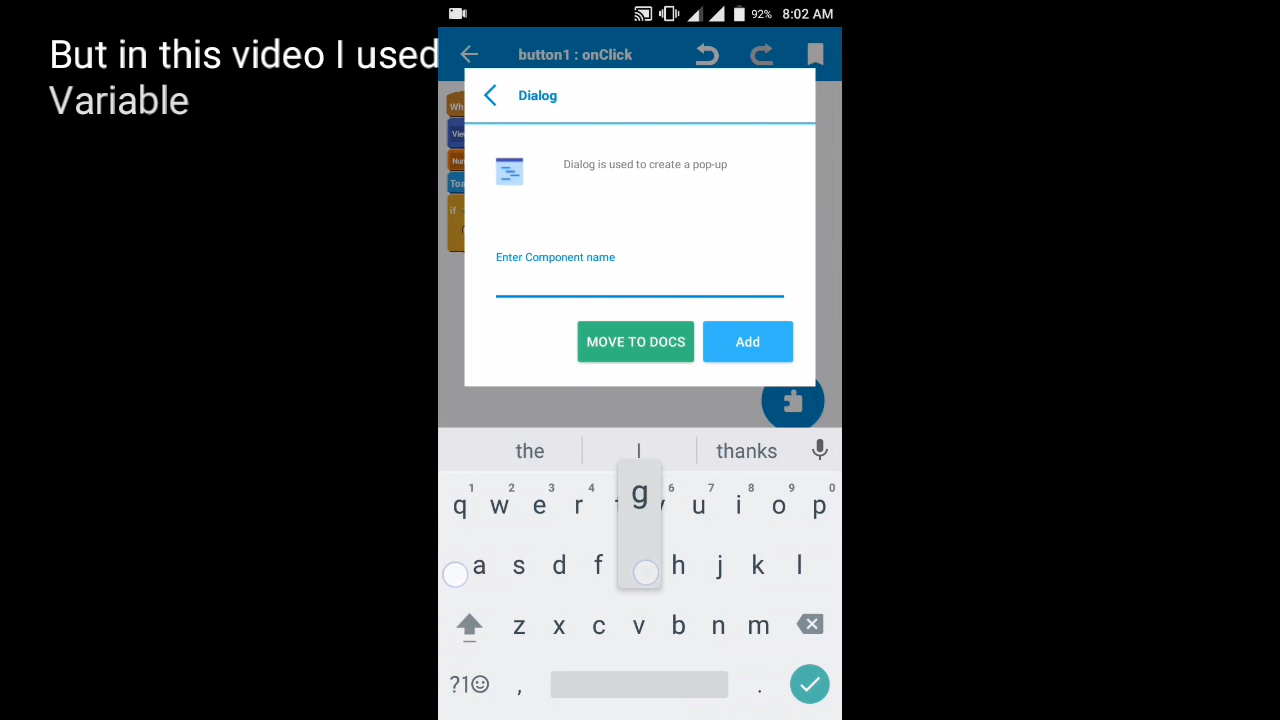 But in this video I used
Variable
92% 8:02 AM
button1 : onClick
Dialog
Dialog is used to create a pop-up
Enter Component name
MOVE TO DOCS Add
if
the I thanks
1 2 3 4 6 7 8 9 0
q w e r u i o p
g
a s d f h j k l
z x c v b n m
?1☺ , .